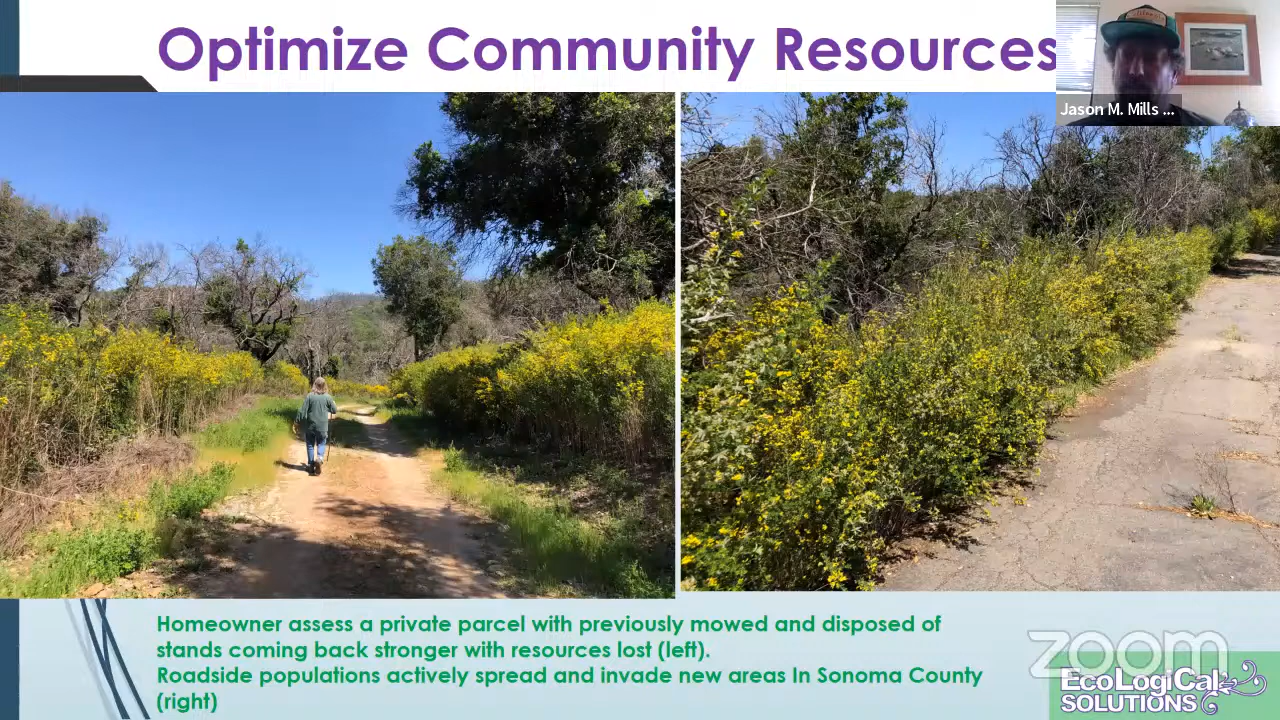 Optimize Community Resources
Jason M. Mills ...
Homeowner assess a private parcel with previously mowed and disposed of
stands coming back stronger with resources lost (left).
Roadside populations actively spread and invade new areas In Sonoma County
(right)
zoom
EcoLogiCal
SOLUTIONS